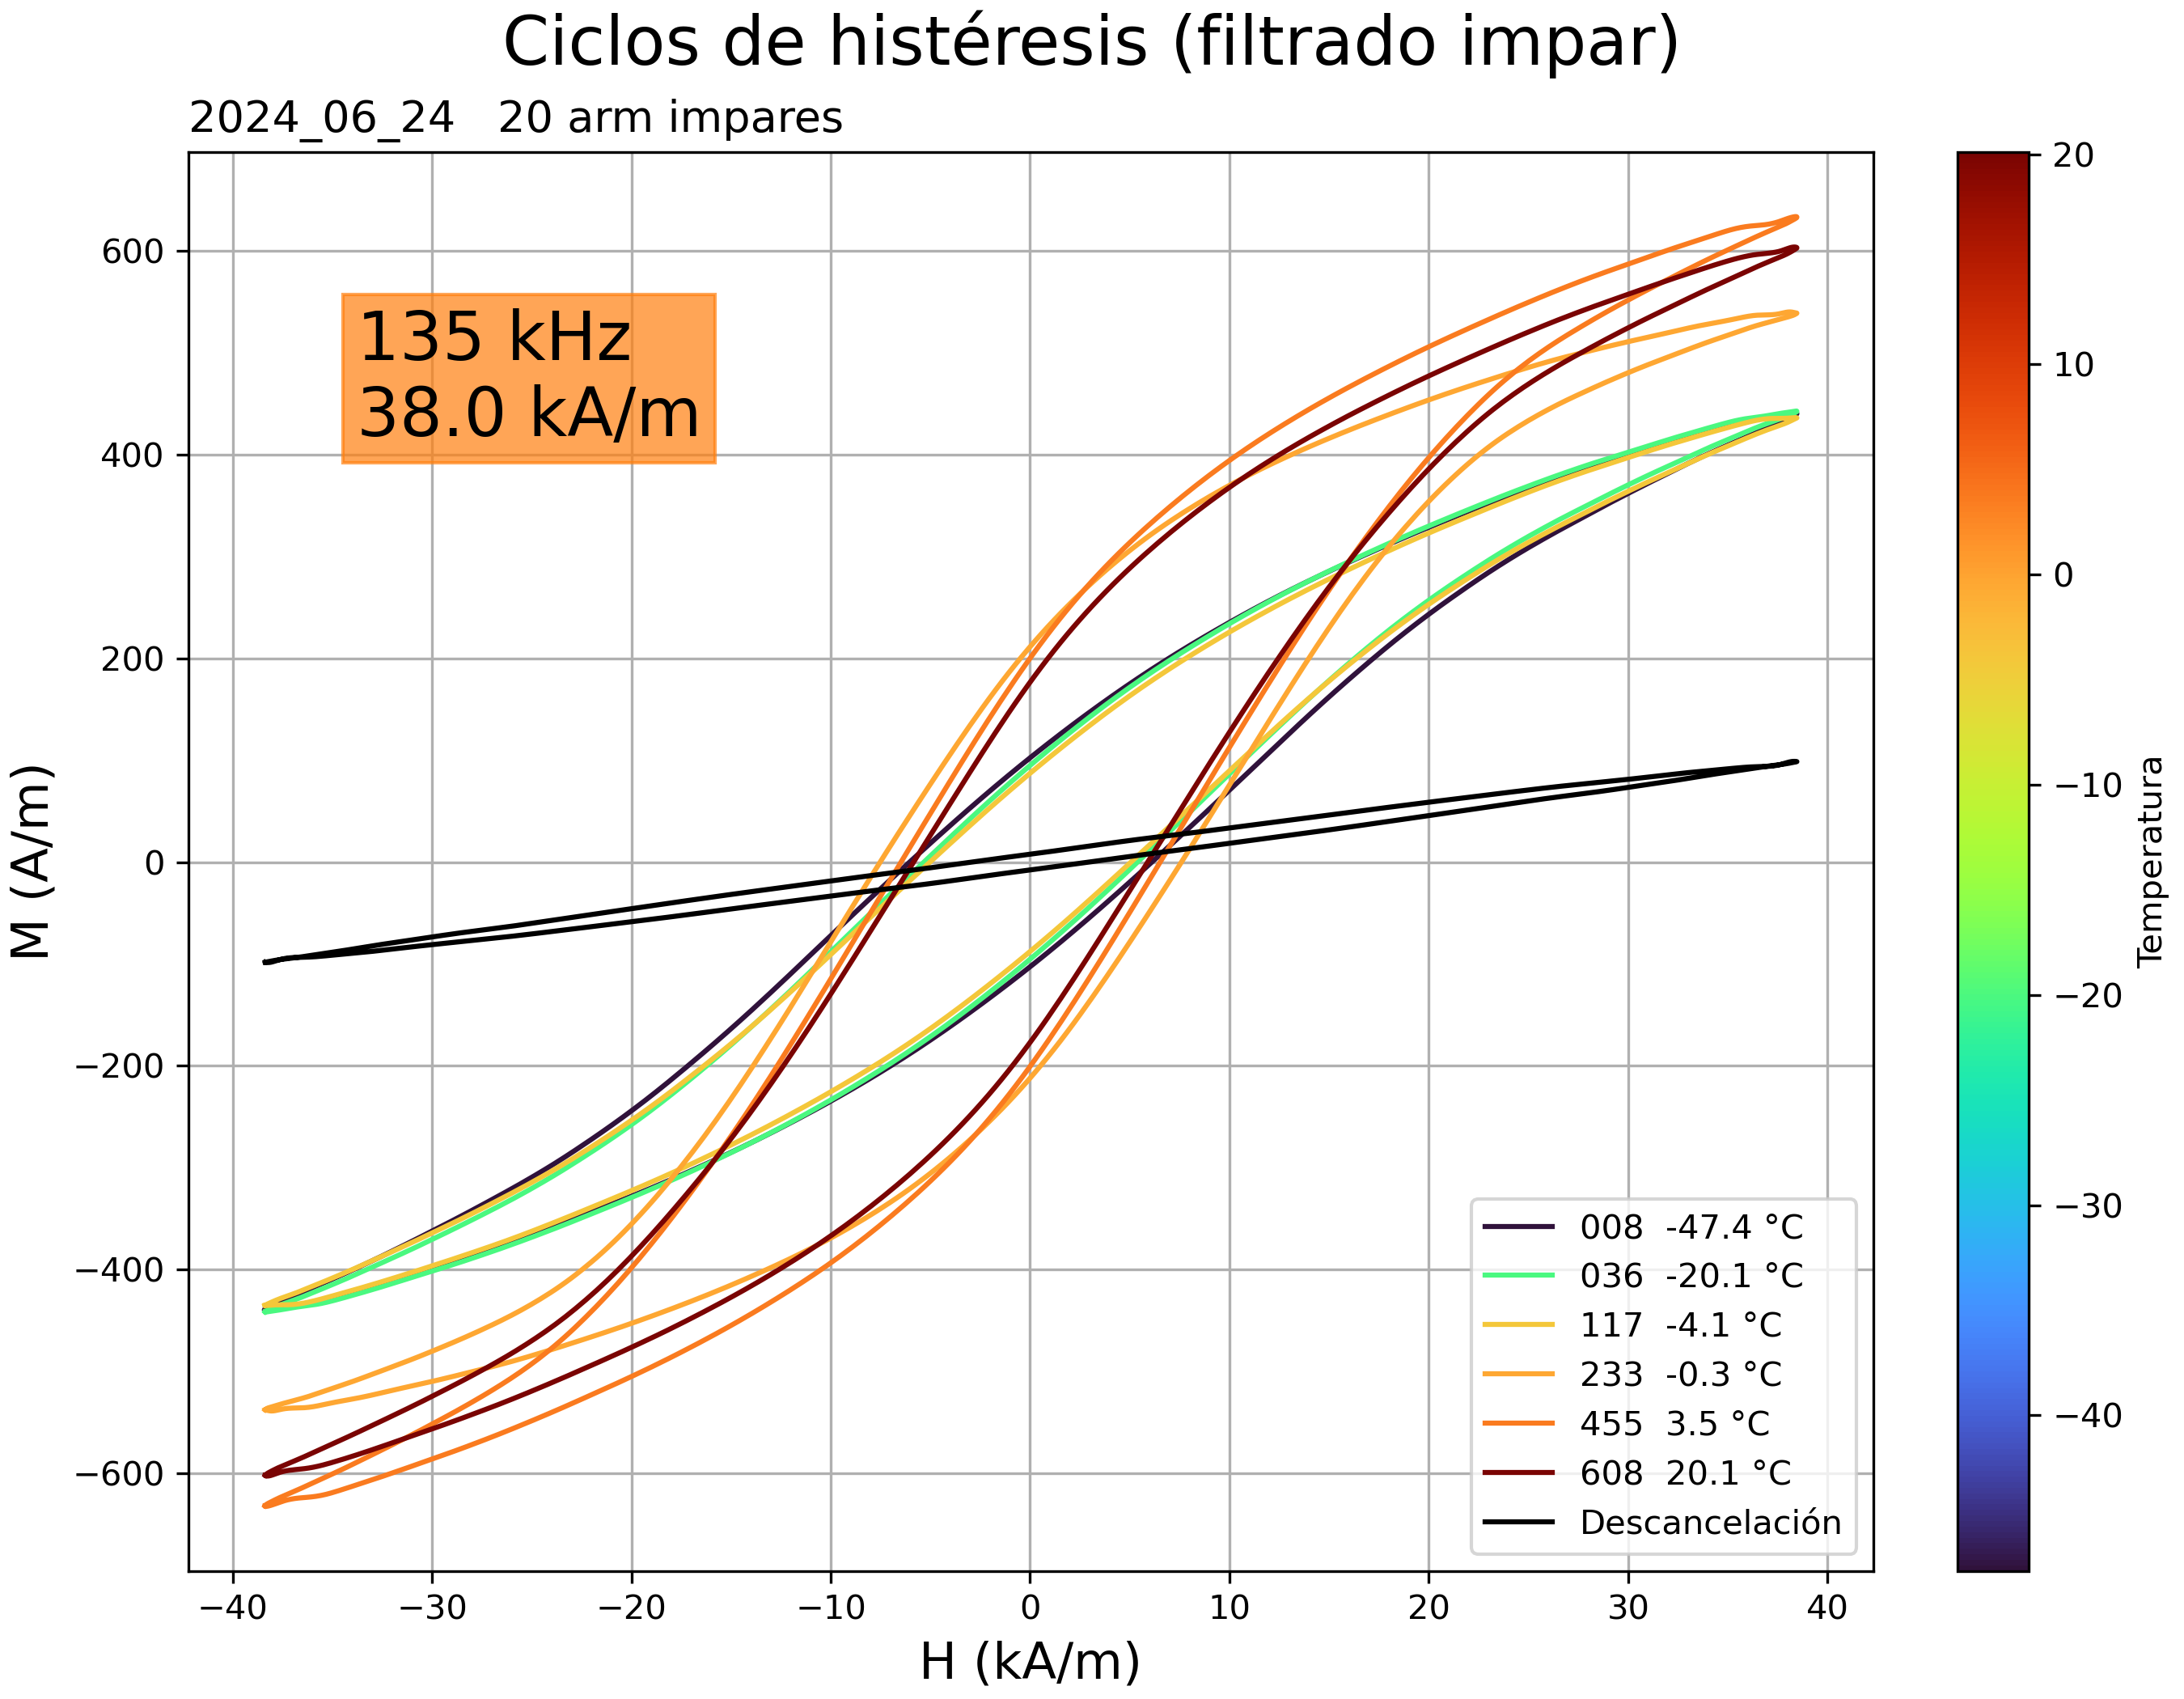 Ciclos de histéresis (filtrado impar)
2024_06_24   20 arm impares
135 kHz
38.0 kA/m
M (A/m)
600
400
200
0
−200
−400
−600
−40
−30
−20
−10
0
10
20
30
40
H (kA/m)
008  -47.4 °C
036  -20.1 °C
117  -4.1 °C
233  -0.3 °C
455  3.5 °C
608  20.1 °C
Descancelación
20
10
0
−10
−20
−30
−40
Temperatura